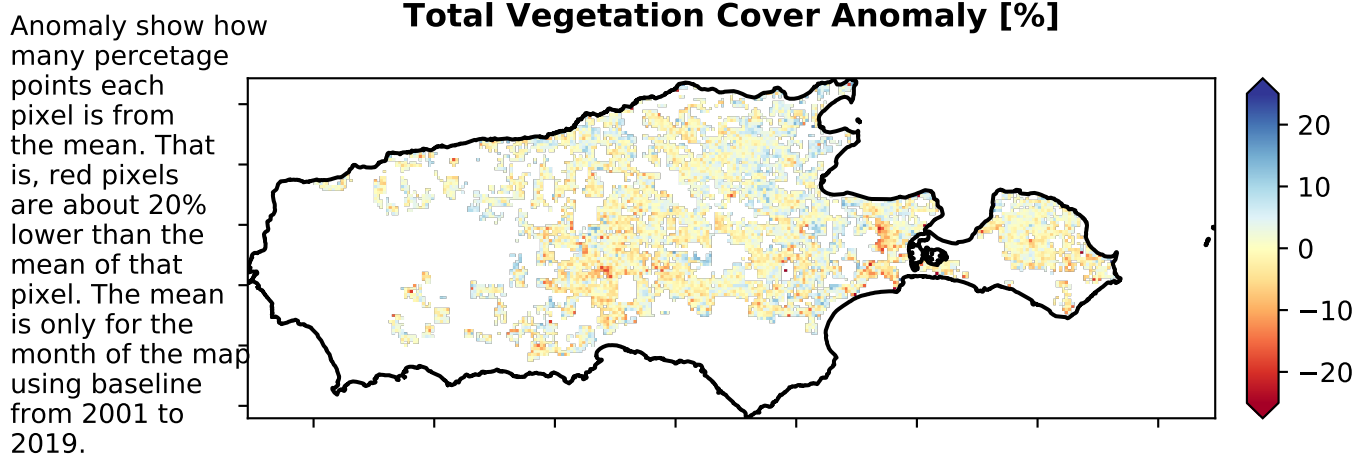 Total Vegetation Cover Anomaly [%]
Anomaly show how
many percetage
points each
pixel is from
the mean. That
is, red pixels
are about 20%
lower than the
mean of that
pixel. The mean
is only for the
month of the map
using baseline
from 2001 to
2019.
20
10
0
−10
−20